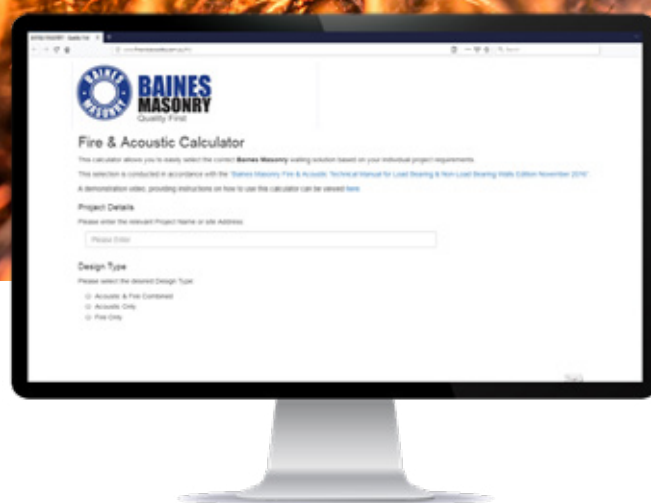 BAINES
MASONRY
BAINES
MASONRY
Quality First
Fire & Acoustic Calculator
This calculator allows you to easily select the correct Baines Masonry walling solution based on your individual project requirements.
This selection is conducted in accordance with the "Baines Masonry Fire & Acoustic Technical Manual for Load Bearing & Non-Load Bearing Walls Edition November 2016".
A demonstration video, providing instructions on how to use this calculator can be viewed here.
Project Details
Please enter the relevant Project Name or site Address
Please Enter
Design Type
Please select the desired Design Type
Acoustic & Fire Combined
Acoustic Only
Fire Only